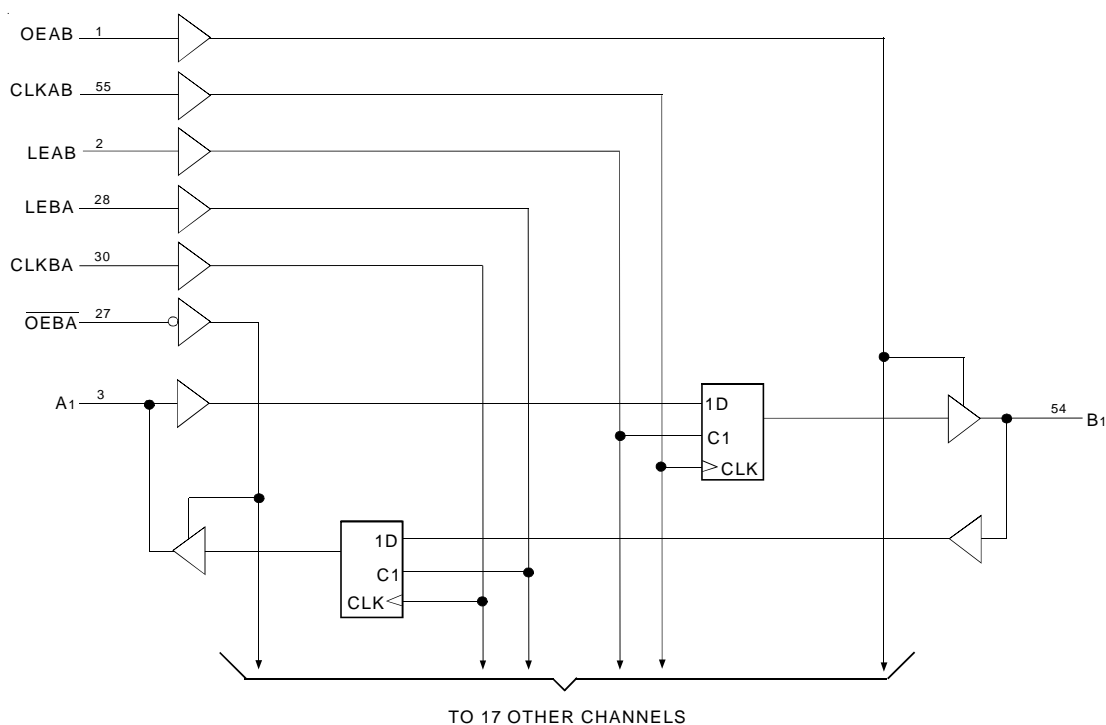 OEAB 1
CLKAB 55
LEAB 2
LEBA 28
CLKBA 30
OEBA 27
A1 3
1D
C1
CLK
54 B1
1D
C1
CLK
TO 17 OTHER CHANNELS